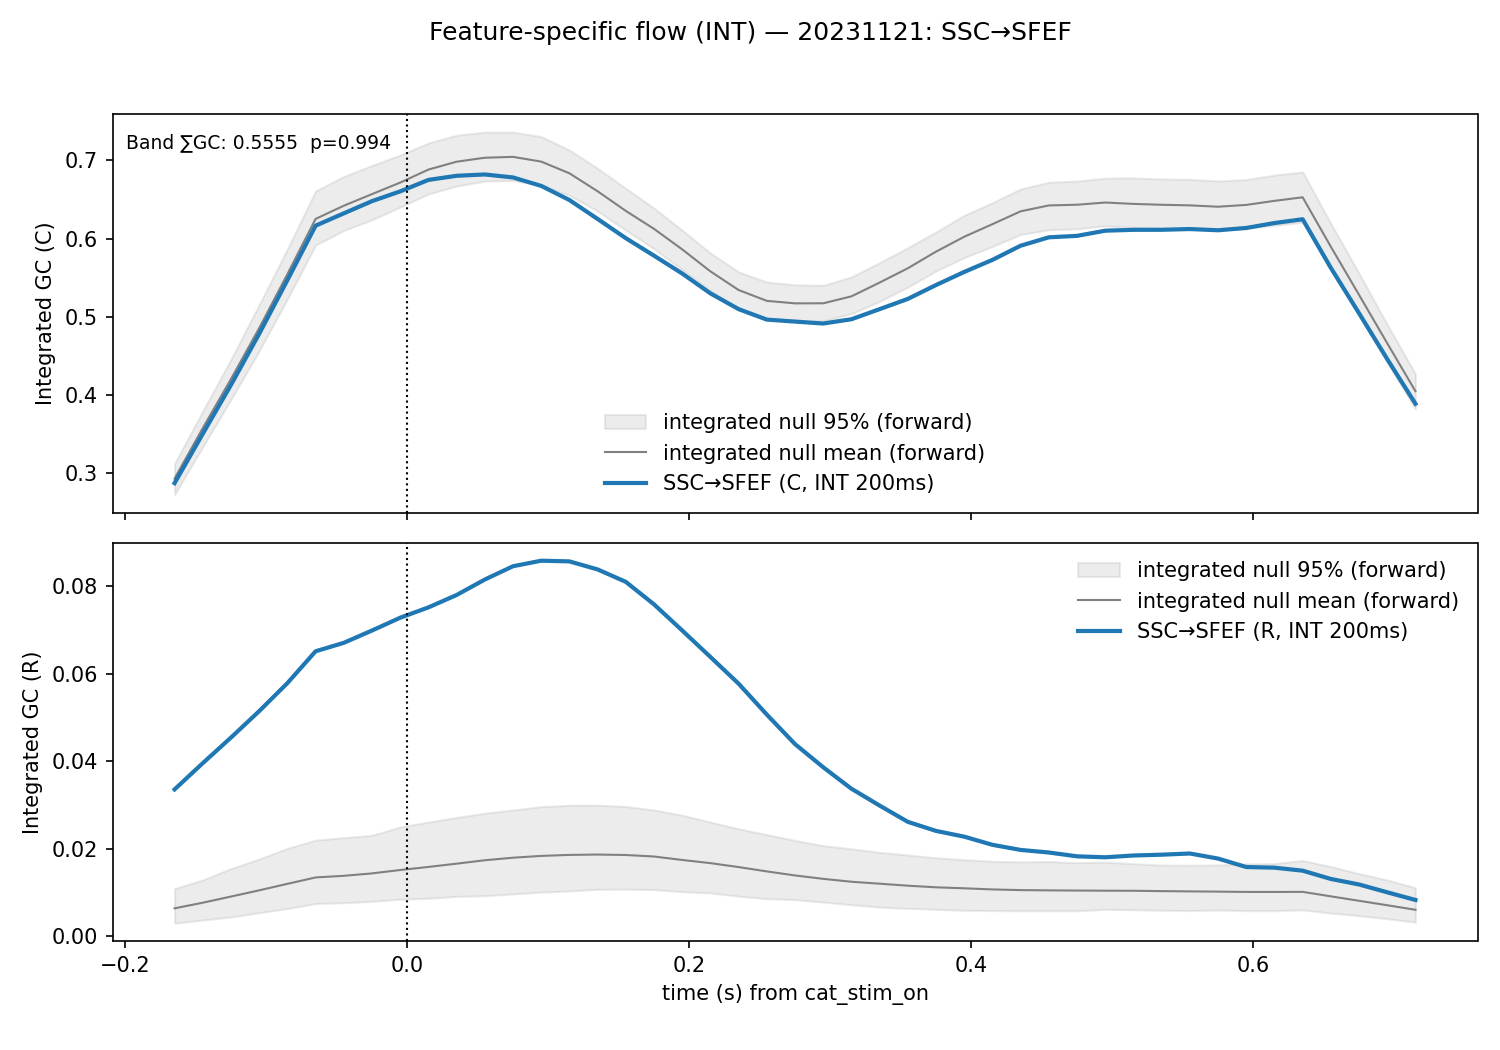 Feature-specific flow (INT) — 20231121: SSC→SFEF
Band ∑GC: 0.5555  p=0.994
Integrated GC (C)
0.7
0.6
0.5
0.4
0.3
integrated null 95% (forward)
integrated null mean (forward)
SSC→SFEF (C, INT 200ms)
Integrated GC (R)
0.08
0.06
0.04
0.02
0.00
integrated null 95% (forward)
integrated null mean (forward)
SSC→SFEF (R, INT 200ms)
−0.2 0.0 0.2 0.4 0.6
time (s) from cat_stim_on